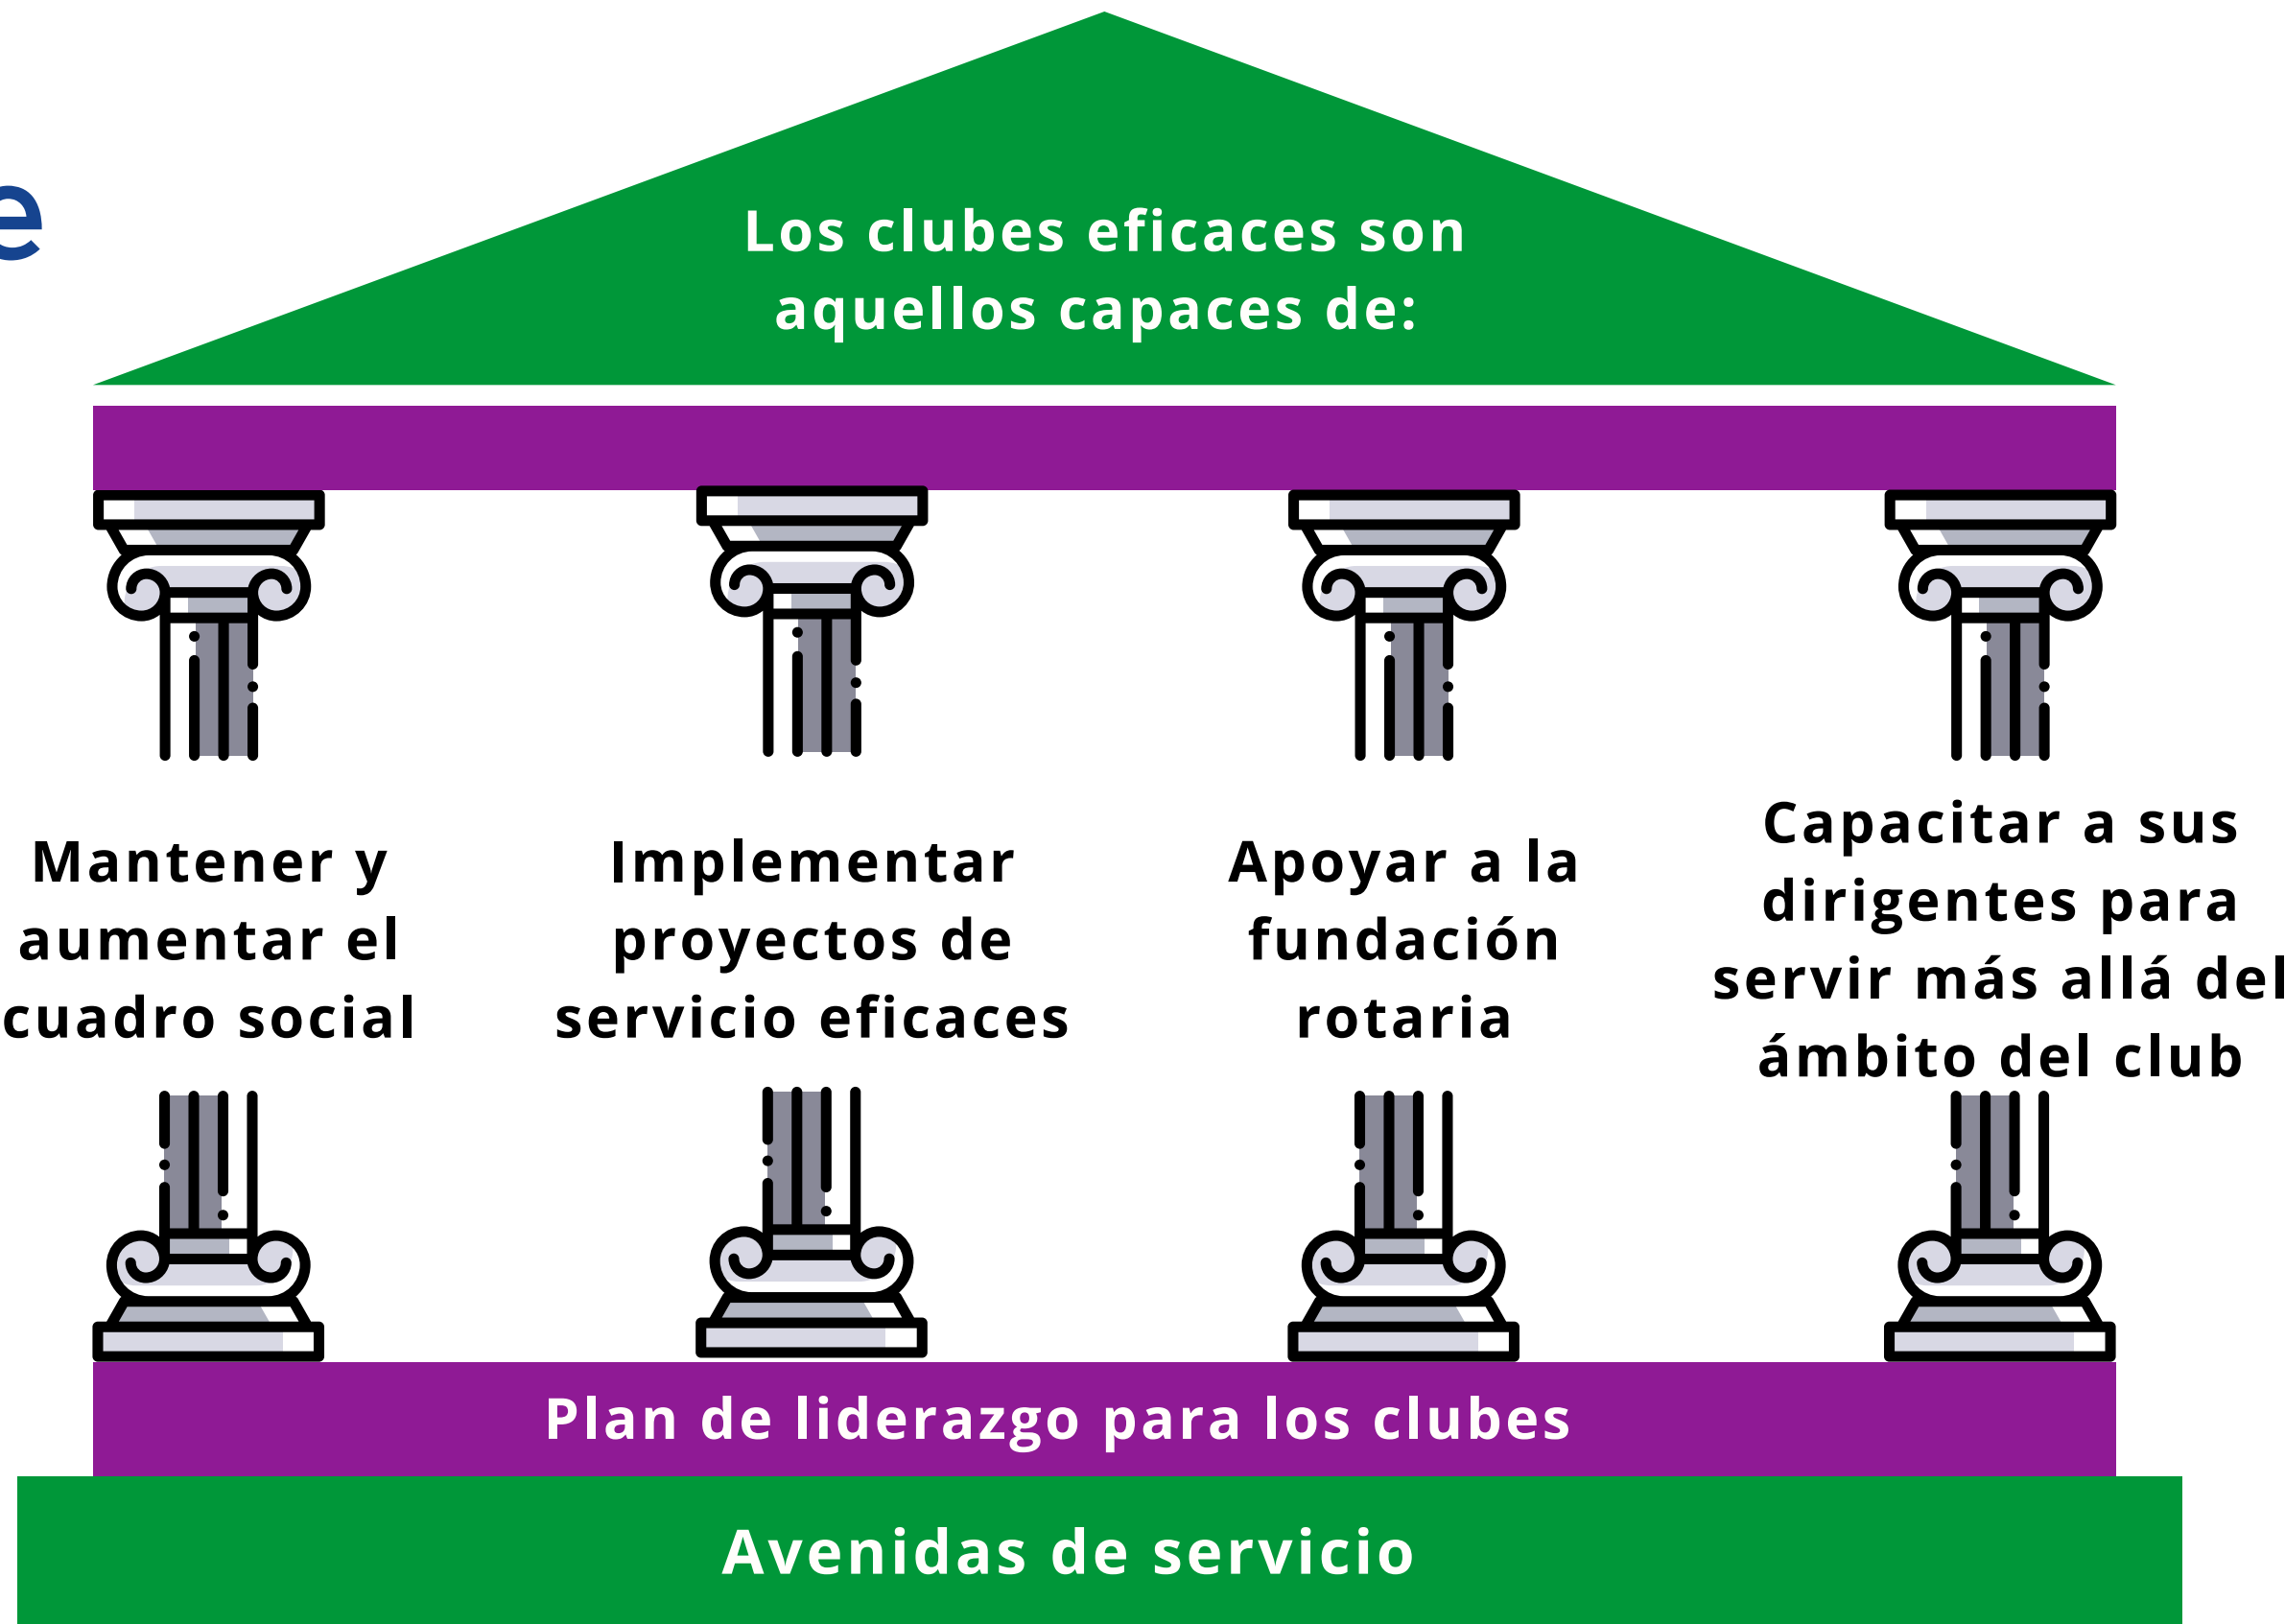 e
Los clubes eficaces son
aquellos capaces de:
Mantener y
aumentar el
cuadro social
Implementar
proyectos de
servicio eficaces
Apoyar a la
fundación
rotaria
Capacitar a sus
dirigentes para
servir más allá del
ámbito del club
Plan de liderazgo para los clubes
Avenidas de servicio